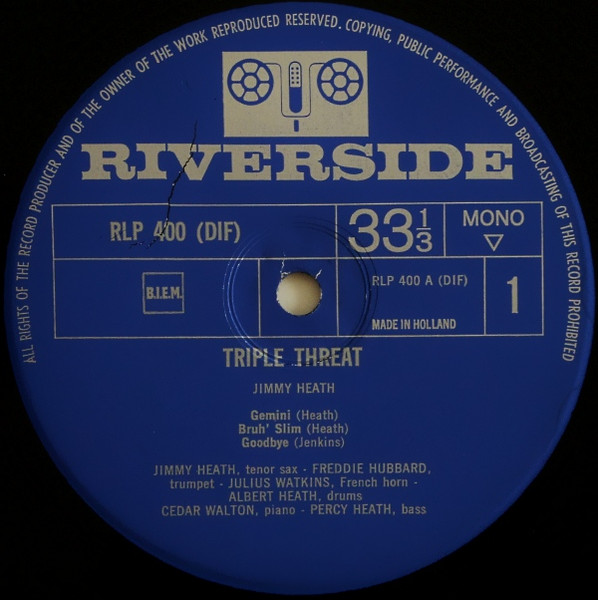 ALL RIGHTS OF THE RECORD PRODUCER AND OF THE OWNER OF THE WORK REPRODUCED RESERVED. COPYING, PUBLIC PERFORMANCE AND BROADCASTING OF THIS RECORD PROHIBITED
RIVERSIDE
RLP 400 (DIF)
33 1/3
MONO
B.I.E.M.
RLP 400 A (DIF)
1
MADE IN HOLLAND
TRIPLE THREAT
JIMMY HEATH
Gemini (Heath)
Bruh' Slim (Heath)
Goodbye (Jenkins)
JIMMY HEATH, tenor sax - FREDDIE HUBBARD,
trumpet - JULIUS WATKINS, French horn -
ALBERT HEATH, drums
CEDAR WALTON, piano - PERCY HEATH, bass